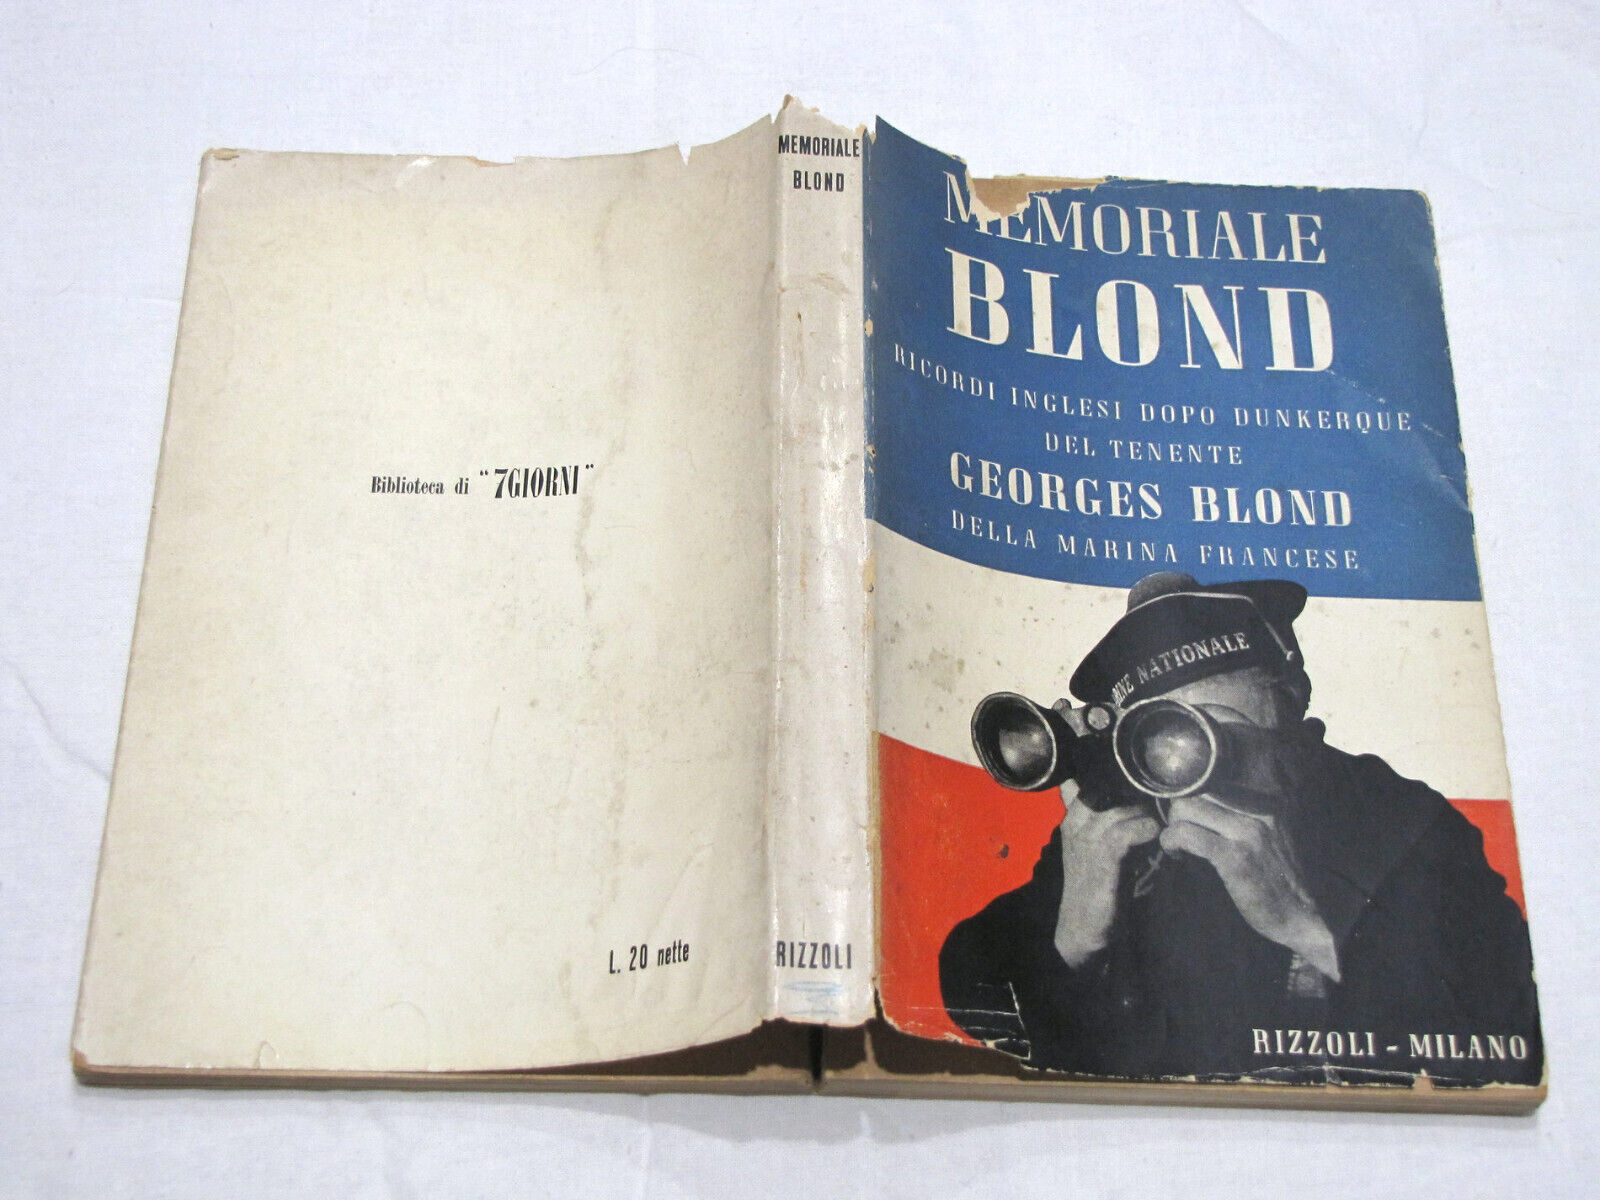 Biblioteca di "7GIORNI"
L. 20 nette
MEMORIALE
BLOND
RIZZOLI
MEMORIALE
BLOND
RICORDI INGLESI DOPO DUNKERQUE
DEL TENENTE
GEORGES BLOND
DELLA MARINA FRANCESE
NATIONALE
RIZZOLI - MILANO